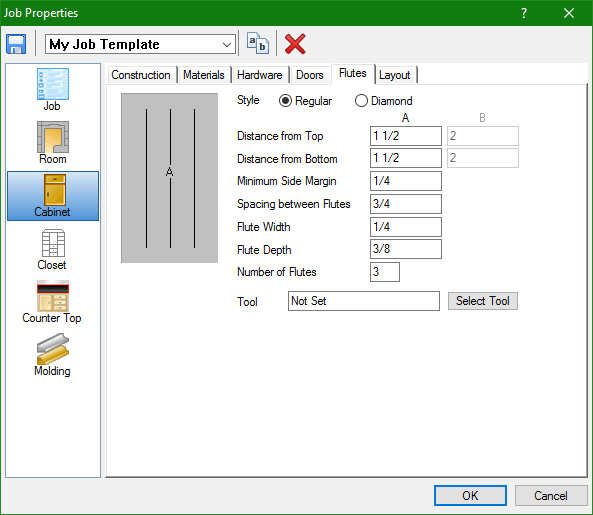 Job Properties ?
My Job Template
a b
Construction Materials Hardware Doors Flutes Layout
Job
Room
Cabinet
Closet
Counter Top
Molding
A
Style Regular Diamond
A B
Distance from Top 1 1/2 2
Distance from Bottom 1 1/2 2
Minimum Side Margin 1/4
Spacing between Flutes 3/4
Flute Width 1/4
Flute Depth 3/8
Number of Flutes 3
Tool Not Set Select Tool
OK Cancel